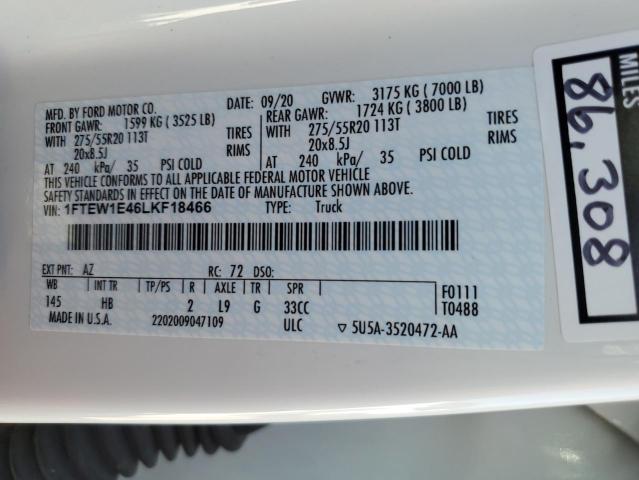 MFD. BY FORD MOTOR CO.
DATE: 09/20 GVWR: 3175 KG ( 7000 LB)
FRONT GAWR: 1599 KG ( 3525 LB)
REAR GAWR: 1724 KG ( 3800 LB)
WITH 275/55R20 113T TIRES
WITH 275/55R20 113T TIRES
20x8.5J RIMS
20x8.5J RIMS
AT 240 kPa/ 35 PSI COLD
AT 240 kPa/ 35 PSI COLD
THIS VEHICLE CONFORMS TO ALL APPLICABLE FEDERAL MOTOR VEHICLE
SAFETY STANDARDS IN EFFECT ON THE DATE OF MANUFACTURE SHOWN ABOVE.
VIN: 1FTEW1E46LKF18466 TYPE: Truck
EXT PNT: AZ RC: 72 DSO:
WB INT TR TP/PS R AXLE TR SPR
145 HB 2 L9 G 33CC
F0111
T0488
MADE IN U.S.A. 2202009047109 ULC ▽ 5U5A-3520472-AA
MILES
86,308